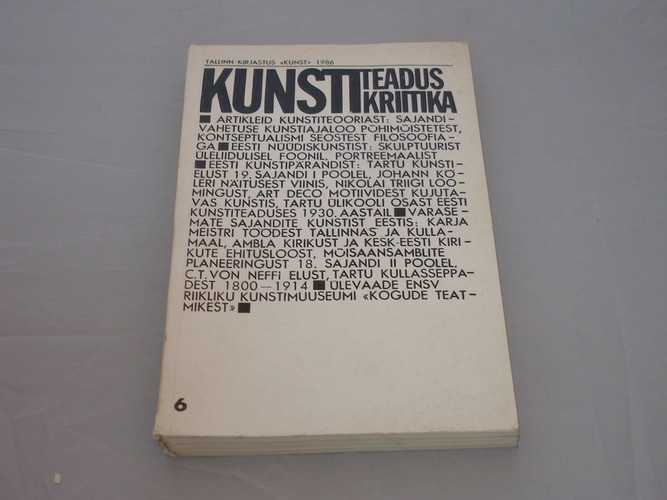 TALLINN·KIRJASTUS «KUNST» 1986
KUNSTI TEADUS
KRIITIKA
■ ARTIKLEID KUNSTITEOORIAST: SAJANDI-
VAHETUSE KUNSTIAJALOO PÕHIMÕISTETEST,
KONTSEPTUALISMI SEOSTEST FILOSOOFIA-
GA ■ EESTI NÜÜDISKUNSTIST: SKULPTUURIST
ÜLELIIDULISEL FOONIL, PORTREEMAALIST
■ EESTI KUNSTIPÄRANDIST: TARTU KUNSTI-
ELUST 19. SAJANDI I POOLEL, JOHANN KÖ-
LERI NÄITUSEST VIINIS, NIKOLAI TRIIGI LOO-
MINGUST, ART DECO MOTIIVIDEST KUJUTA-
VAS KUNSTIS, TARTU ÜLIKOOLI OSAST EESTI
KUNSTITEADUSES 1930. AASTAIL ■ VARASE-
MATE SAJANDITE KUNSTIST EESTIS: KARJA
MEISTRI TÖÖDEST TALLINNAS JA KULLA-
MAAL, AMBLA KIRIKUST JA KESK-EESTI KIRI-
KUTE EHITUSLOOST, MÕISAANSAMBLITE
PLANEERINGUST 18. SAJANDI II POOLEL,
C.T. VON NEFFI ELUST, TARTU KULLASSEPPA-
DEST 1800—1914 ■ ÜLEVAADE ENSV
RIIKLIKU KUNSTIMUUSEUMI «KOGUDE TEAT-
MIKEST» ■
6